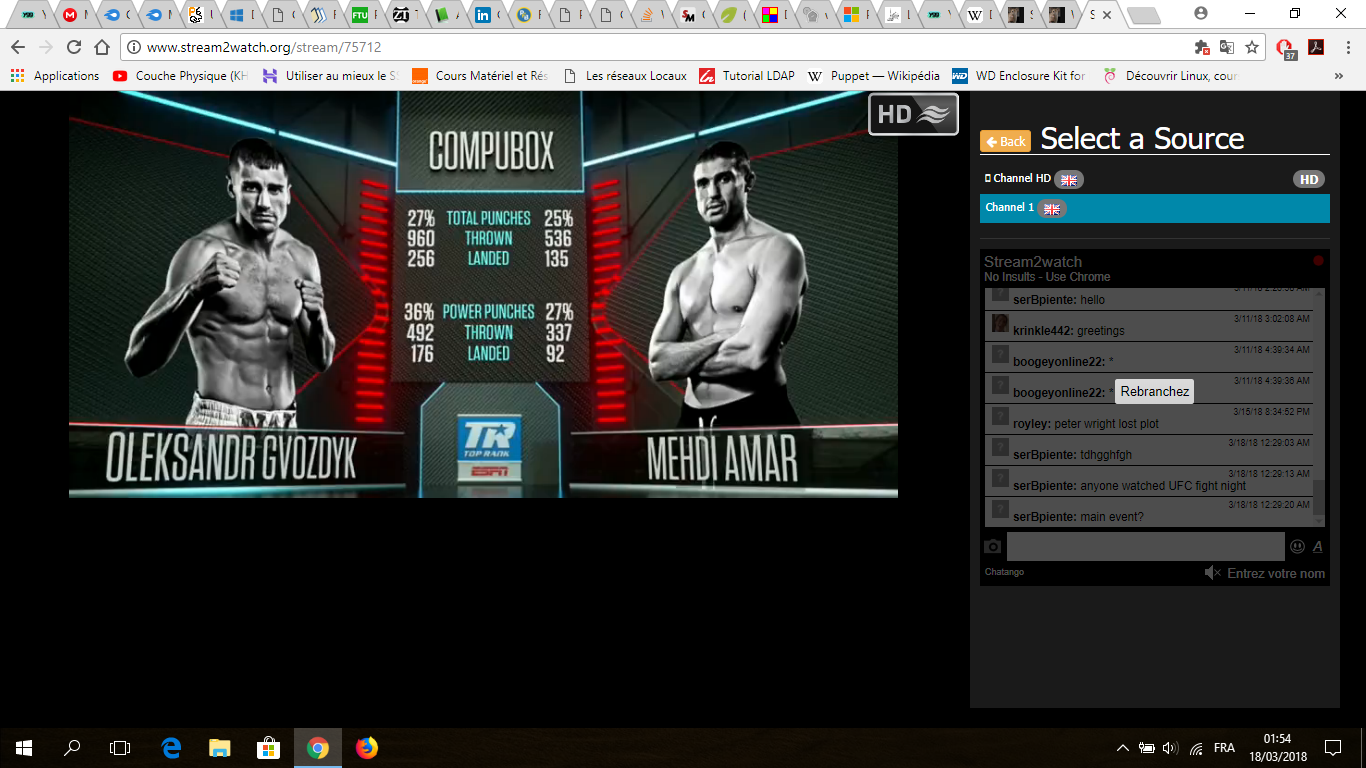 www.stream2watch.org/stream/75712
37
Applications
Couche Physique (KH
Utiliser au mieux le S
Cours Matériel et Rés
Les réseaux Locaux
Tutorial LDAP
Puppet — Wikipédia
WD Enclosure Kit for
Découvrir Linux, cour
»
HD
COMPUBOX
27% TOTAL PUNCHES 25%
960 THROWN 536
256 LANDED 135
36% POWER PUNCHES 27%
492 THROWN 337
176 LANDED 92
TR
TOP RANK
ESPN
OLEKSANDR GVOZDYK
MEHDI AMAR
Back
Select a Source
Channel HD
HD
Channel 1
Stream2watch
No Insults - Use Chrome
serBpiente: hello
3/11/18 3:02:08 AM
krinkle442: greetings
3/11/18 4:39:34 AM
boogeyonline22: *
3/11/18 4:39:36 AM
boogeyonline22: *
Rebranchez
3/15/18 8:34:52 PM
royley: peter wright lost plot
3/18/18 12:29:03 AM
serBpiente: tdhgghfgh
3/18/18 12:29:13 AM
serBpiente: anyone watched UFC fight night
3/18/18 12:29:20 AM
serBpiente: main event?
Chatango
Entrez votre nom
FRA
01:54
18/03/2018